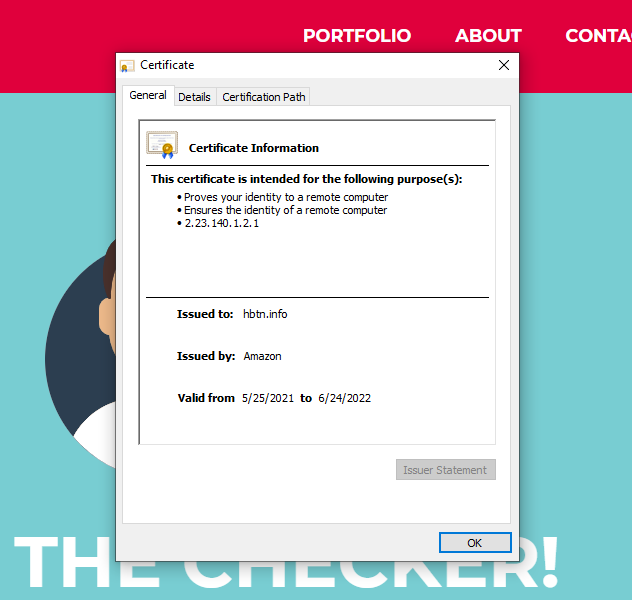 PORTFOLIO ABOUT CONTA
Certificate
General Details Certification Path
Certificate Information
This certificate is intended for the following purpose(s):
• Proves your identity to a remote computer
• Ensures the identity of a remote computer
• 2.23.140.1.2.1
Issued to: hbtn.info
Issued by: Amazon
Valid from 5/25/2021 to 6/24/2022
Issuer Statement
OK
THE CHECKER!